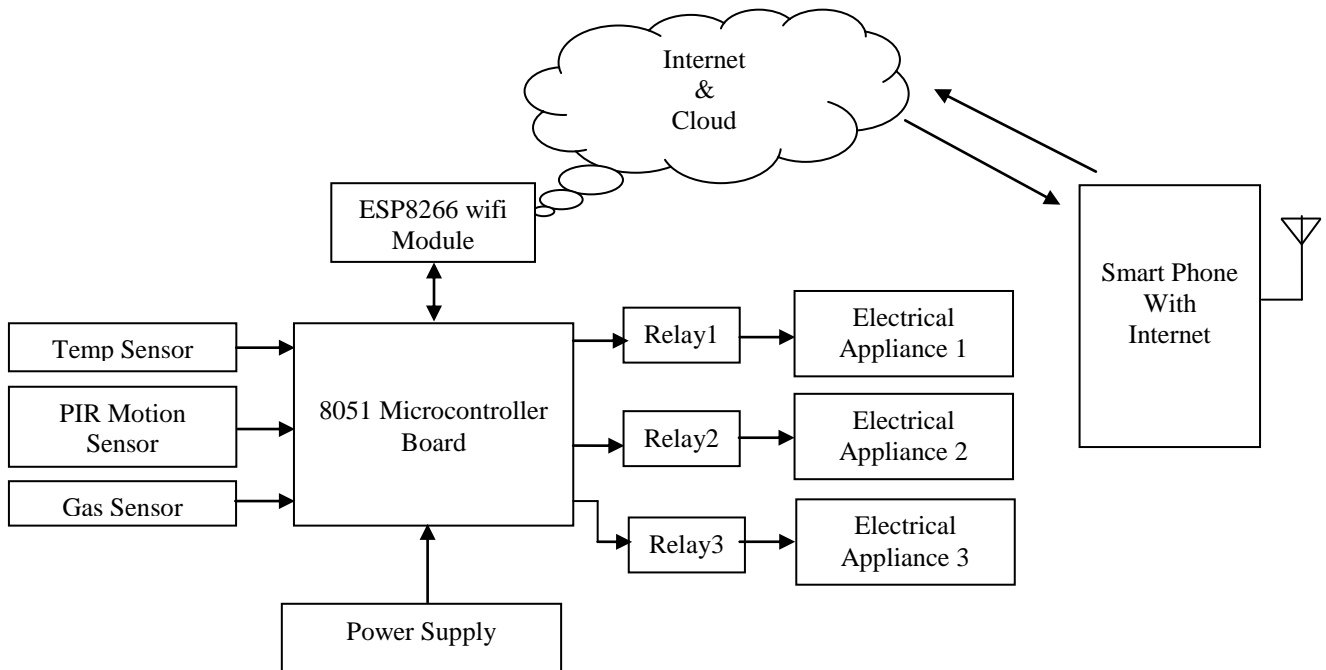 Internet
&
Cloud
ESP8266 wifi
Module
Smart Phone
With
Internet
Temp Sensor
PIR Motion
Sensor
Gas Sensor
8051 Microcontroller
Board
Relay1
Electrical
Appliance 1
Relay2
Electrical
Appliance 2
Relay3
Electrical
Appliance 3
Power Supply